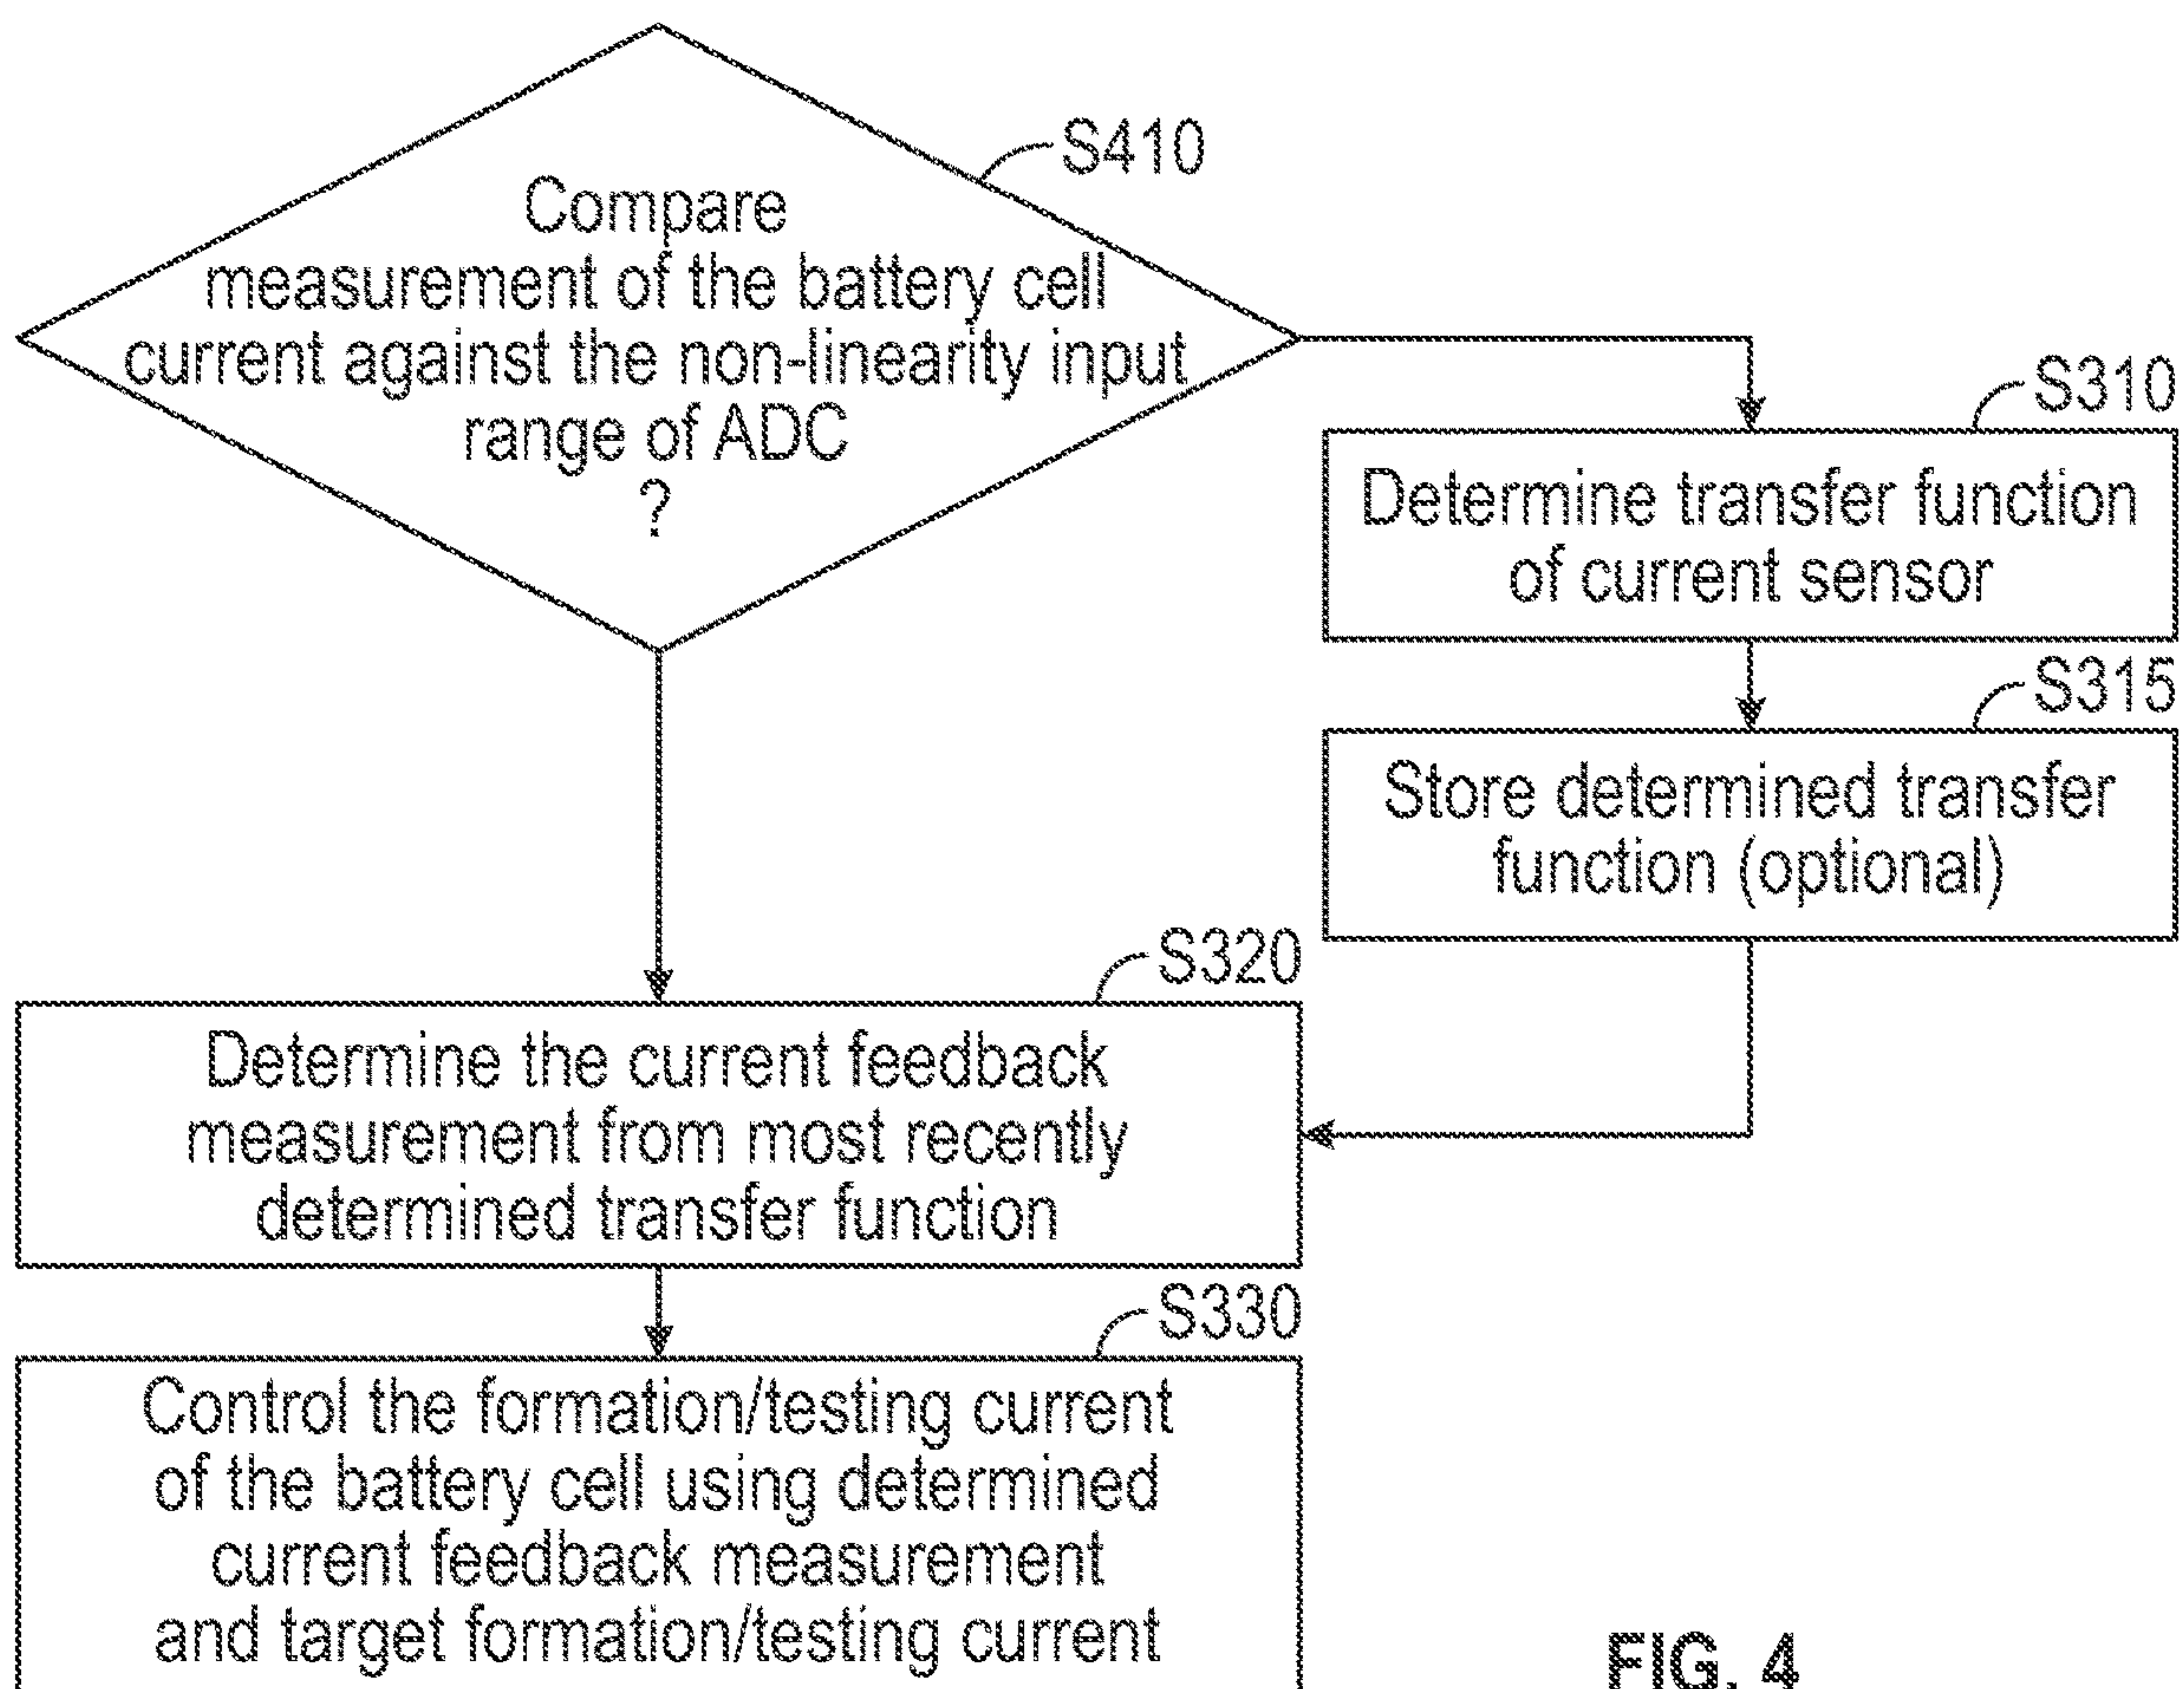 S410
Compare
measurement of the battery cell
current against the non-linearity input
range of ADC
?
S310
Determine transfer function
of current sensor
S315
Store determined transfer
function (optional)
S320
Determine the current feedback
measurement from most recently
determined transfer function
S330
Control the formation/testing current
of the battery cell using determined
current feedback measurement
and target formation/testing current
FIG. 4